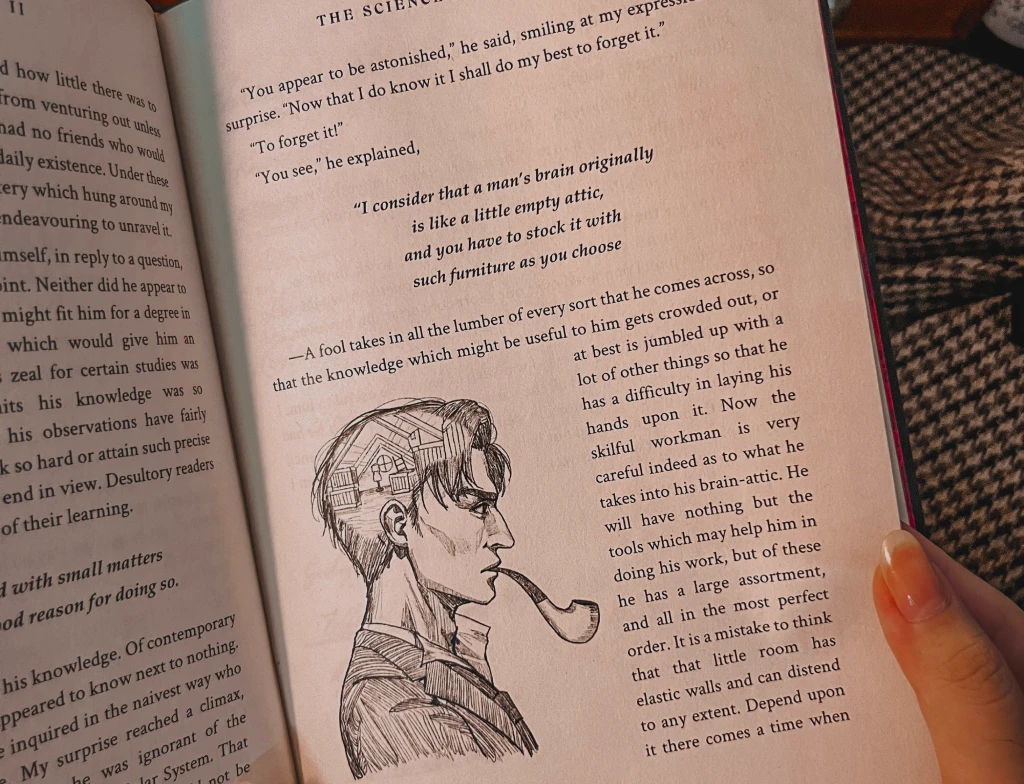 II
d how little there was to
from venturing out unless
had no friends who would
daily existence. Under these
tery which hung around my
endeavouring to unravel it.
imself, in reply to a question,
oint. Neither did he appear to
might fit him for a degree in
which would give him an
zeal for certain studies was
its his knowledge was so
his observations have fairly
k so hard or attain such precise
end in view. Desultory readers
of their learning.
d with small matters
ood reason for doing so.
his knowledge. Of contemporary
ppeared to know next to nothing.
e inquired in the naivest way who
My surprise reached a climax,
he was ignorant of the
lar System. That
not be
THE SCIENC
“You appear to be astonished,” he said, smiling at my express
surprise. “Now that I do know it I shall do my best to forget it.”
“To forget it!”
“You see,” he explained,
“I consider that a man's brain originally
is like a little empty attic,
and you have to stock it with
such furniture as you choose
—A fool takes in all the lumber of every sort that he comes across, so
that the knowledge which might be useful to him gets crowded out, or
at best is jumbled up with a
lot of other things so that he
has a difficulty in laying his
hands upon it. Now the
skilful workman is very
careful indeed as to what he
takes into his brain-attic. He
will have nothing but the
tools which may help him in
doing his work, but of these
he has a large assortment,
and all in the most perfect
order. It is a mistake to think
that that little room has
elastic walls and can distend
to any extent. Depend upon
it there comes a time when